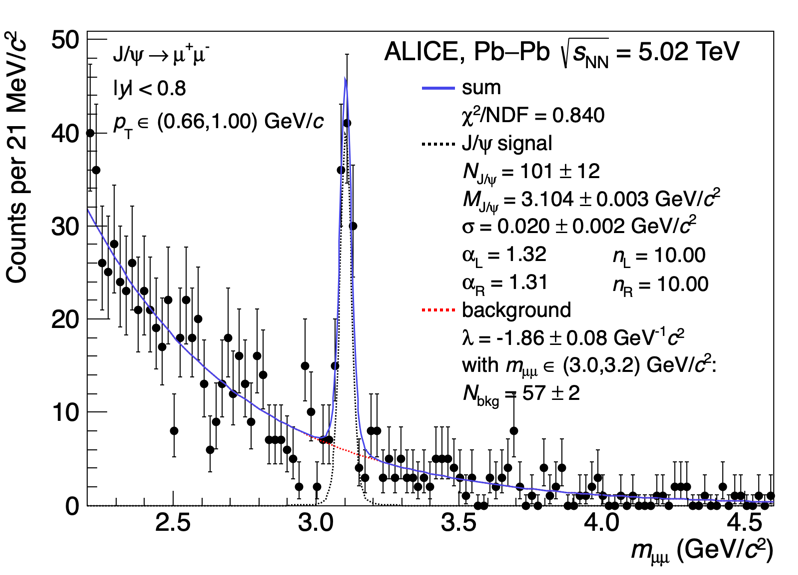 Counts per 21 MeV/c²
50
40
30
20
10
0
J/ψ → μ⁺μ⁻
|y| < 0.8
p_T ∈ (0.66,1.00) GeV/c
ALICE, Pb–Pb √s_NN = 5.02 TeV
sum
χ²/NDF = 0.840
J/ψ signal
N_J/ψ = 101 ± 12
M_J/ψ = 3.104 ± 0.003 GeV/c²
σ = 0.020 ± 0.002 GeV/c²
α_L = 1.32 n_L = 10.00
α_R = 1.31 n_R = 10.00
background
λ = -1.86 ± 0.08 GeV⁻¹c²
with m_μμ ∈ (3.0,3.2) GeV/c²:
N_bkg = 57 ± 2
2.5 3.0 3.5 4.0 4.5
m_μμ (GeV/c²)